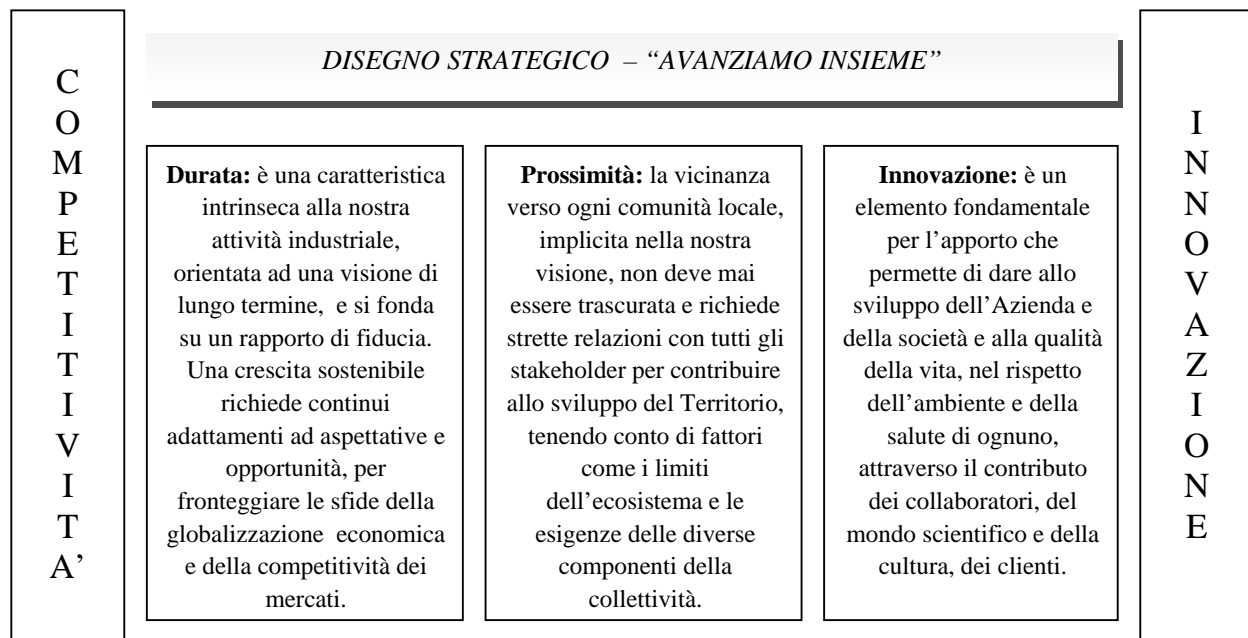 C
O
M
P
E
T
I
T
I
V
I
T
A’
DISEGNO STRATEGICO – “AVANZIAMO INSIEME”
Durata: è una caratteristica
intrinseca alla nostra
attività industriale,
orientata ad una visione di
lungo termine, e si fonda
su un rapporto di fiducia.
Una crescita sostenibile
richiede continui
adattamenti ad aspettative e
opportunità, per
fronteggiare le sfide della
globalizzazione economica
e della competitività dei
mercati.
Prossimità: la vicinanza
verso ogni comunità locale,
implicita nella nostra
visione, non deve mai
essere trascurata e richiede
strette relazioni con tutti gli
stakeholder per contribuire
allo sviluppo del Territorio,
tenendo conto di fattori
come i limiti
dell’ecosistema e le
esigenze delle diverse
componenti della
collettività.
Innovazione: è un
elemento fondamentale
per l’apporto che
permette di dare allo
sviluppo dell’Azienda e
della società e alla qualità
della vita, nel rispetto
dell’ambiente e della
salute di ognuno,
attraverso il contributo
dei collaboratori, del
mondo scientifico e della
cultura, dei clienti.
I
N
N
O
V
A
Z
I
O
N
E